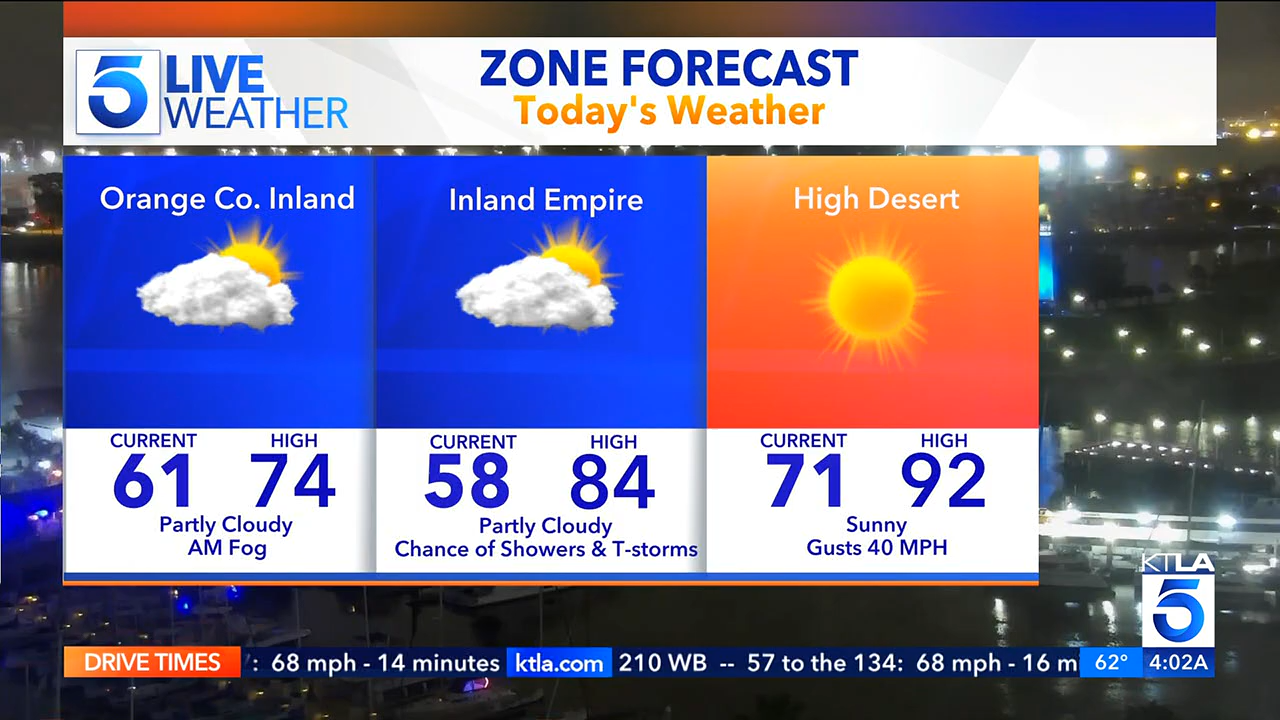 5 LIVE
WEATHER
ZONE FORECAST
Today's Weather
Orange Co. Inland
CURRENT HIGH
61 74
Partly Cloudy
AM Fog
Inland Empire
CURRENT HIGH
58 84
Partly Cloudy
Chance of Showers & T-storms
High Desert
CURRENT HIGH
71 92
Sunny
Gusts 40 MPH
KTLA
5
DRIVE TIMES : 68 mph - 14 minutes ktla.com 210 WB -- 57 to the 134: 68 mph - 16 m 62° 4:02A